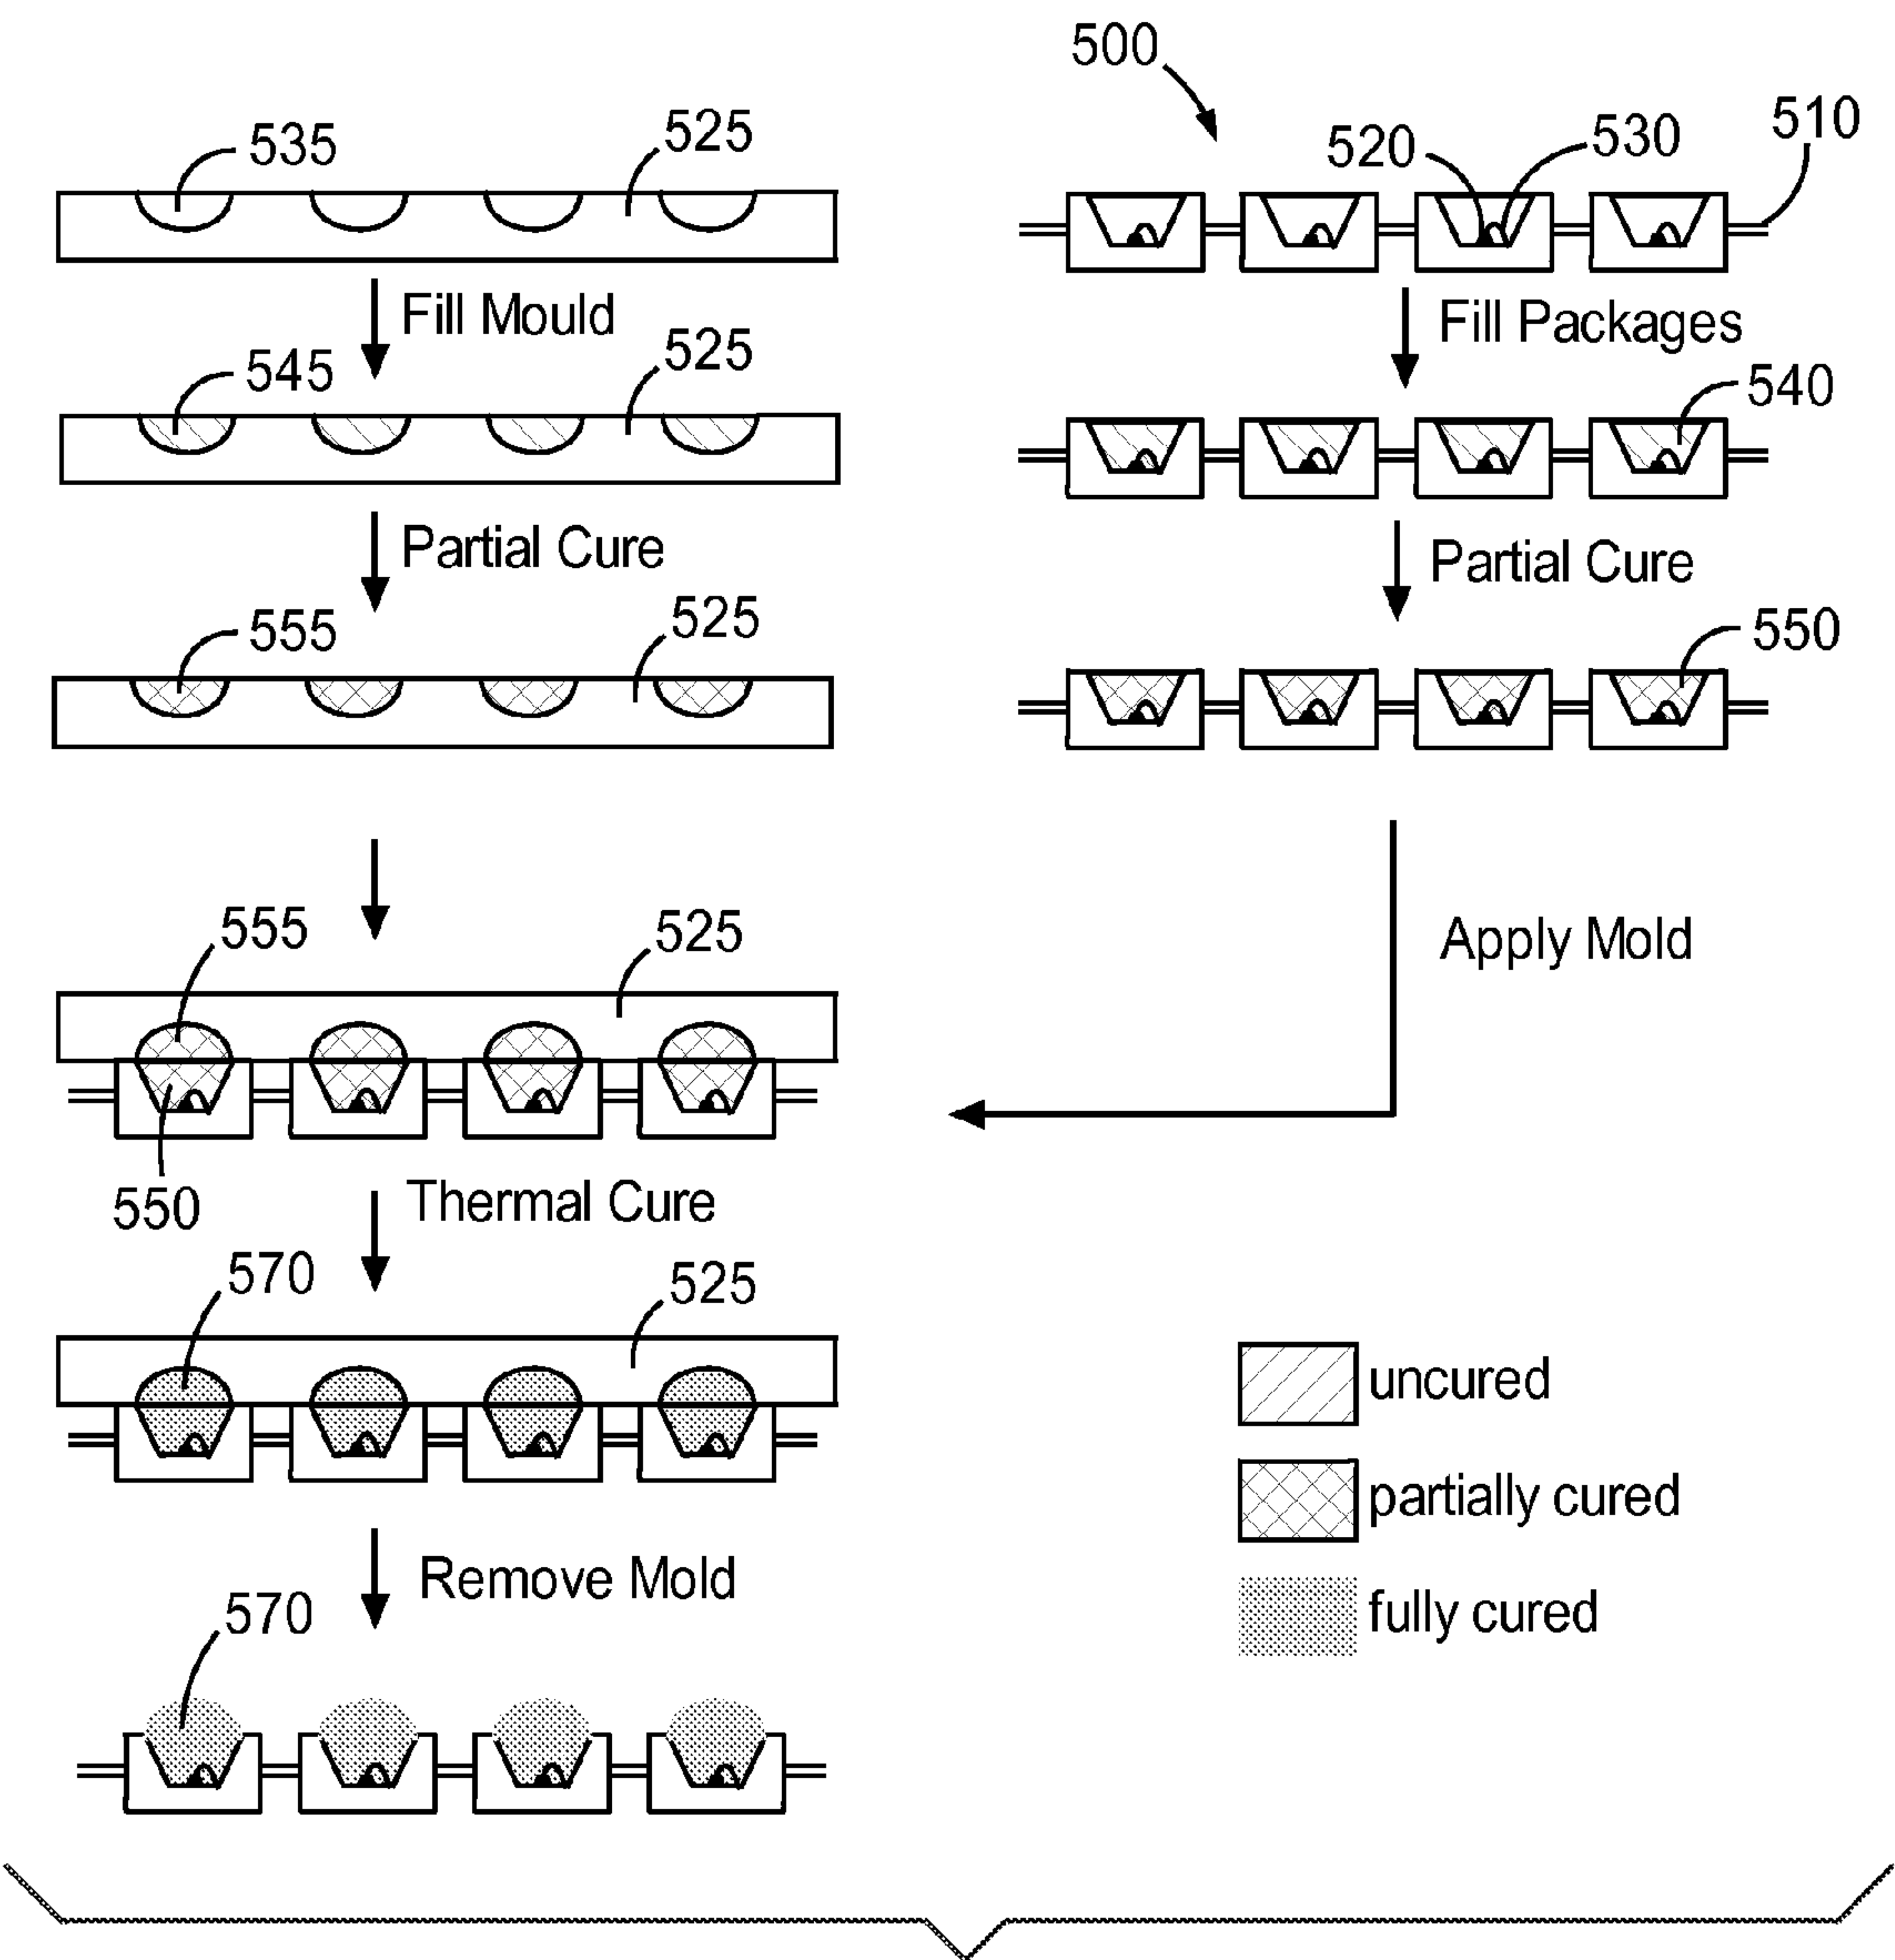 500
535
525
520
530
510
Fill Mould
Fill Packages
545
525
540
Partial Cure
Partial Cure
555
525
550
555
525
Apply Mold
550
Thermal Cure
570
525
uncured
partially cured
Remove Mold
570
fully cured